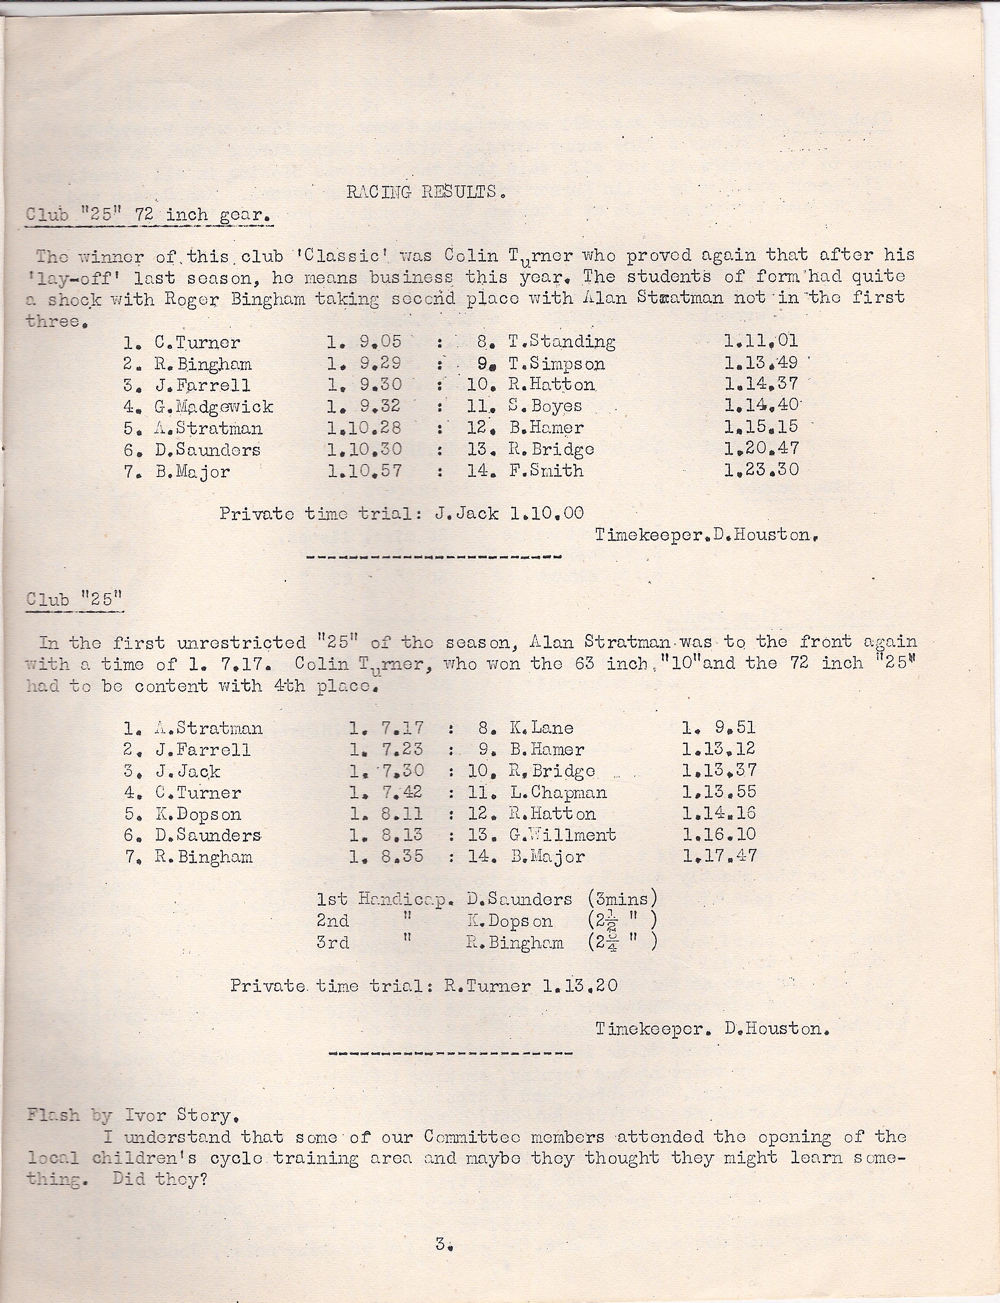 RACING RESULTS.
Club "25" 72 inch gear.
The winner of this club 'Classic' was Colin Turner who proved again that after his
'lay-off' last season, he means business this year. The students of form had quite
a shock with Roger Bingham taking second place with Alan Stratman not in the first
three.
1. C.Turner 1. 9.05 : 8. T.Standing 1.11.01
2. R.Bingham 1. 9.29 : 9. T.Simpson 1.13.49
3. J.Farrell 1. 9.30 : 10. R.Hatton 1.14.37
4. G.Madgewick 1. 9.32 : 11. S.Boyes 1.14.40
5. A.Stratman 1.10.28 : 12. B.Hamer 1.15.15
6. D.Saunders 1.10.30 : 13. R.Bridge 1.20.47
7. B.Major 1.10.57 : 14. F.Smith 1.23.30
Private time trial: J.Jack 1.10.00
Timekeeper.D.Houston.
------------------------
Club "25"
In the first unrestricted "25" of the season, Alan Stratman was to the front again
with a time of 1. 7.17. Colin Turner, who won the 63 inch "10"and the 72 inch "25"
had to be content with 4th place.
1. A.Stratman 1. 7.17 : 8. K.Lane 1. 9.51
2. J.Farrell 1. 7.23 : 9. B.Hamer 1.13.12
3. J.Jack 1. 7.30 : 10. R.Bridge 1.13.37
4. C.Turner 1. 7.42 : 11. L.Chapman 1.13.55
5. K.Dopson 1. 8.11 : 12. R.Hatton 1.14.16
6. D.Saunders 1. 8.13 : 13. G.Willment 1.16.10
7. R.Bingham 1. 8.35 : 14. B.Major 1.17.47
1st Handicap. D.Saunders (3mins)
2nd " K.Dopson (2½ " )
3rd " R.Bingham (2¾ " )
Private time trial: R.Turner 1.13.20
Timekeeper. D.Houston.
-----------------------
Flash by Ivor Story.
I understand that some of our Committee members attended the opening of the
local children's cycle training area and maybe they thought they might learn some-
thing. Did they?
3.